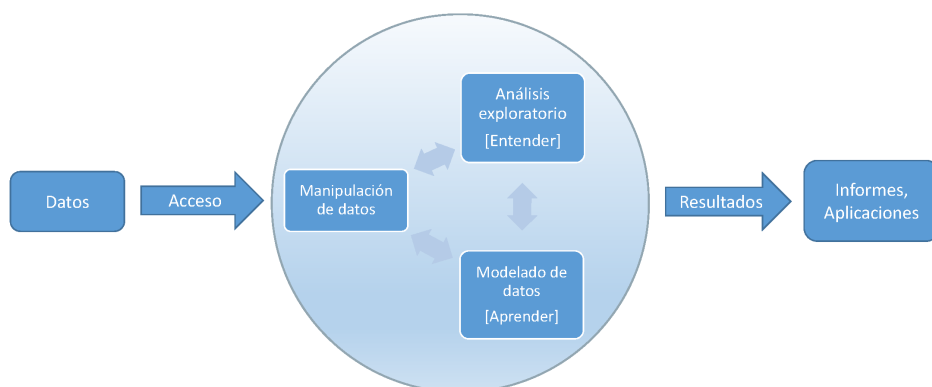 Datos
Acceso
Manipulación
de datos
Análisis
exploratorio
[Entender]
Modelado de
datos
[Aprender]
Resultados
Informes,
Aplicaciones